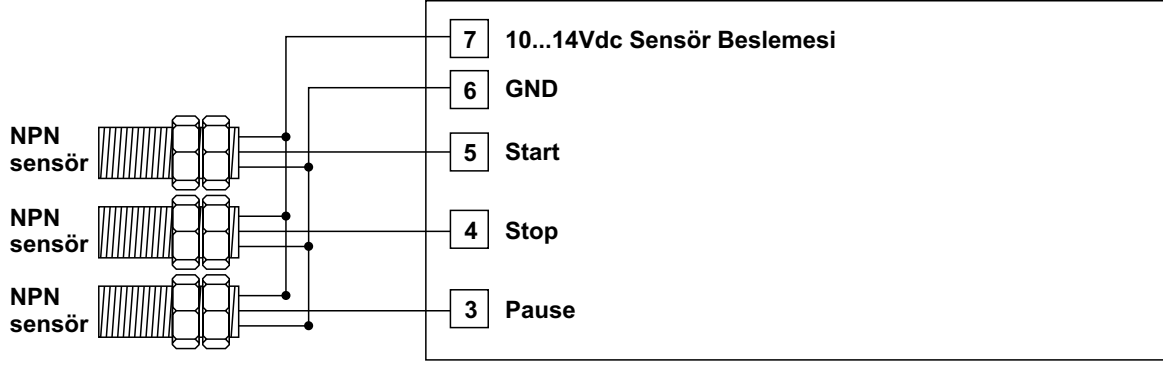 7 10...14Vdc Sensör Beslemesi
6 GND
NPN
sensör
5 Start
NPN
sensör
4 Stop
NPN
sensör
3 Pause